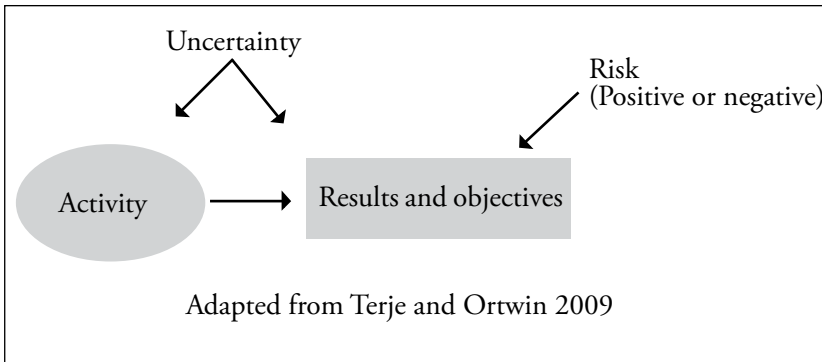 Uncertainty
Risk
(Positive or negative)
Activity
Results and objectives
Adapted from Terje and Ortwin 2009